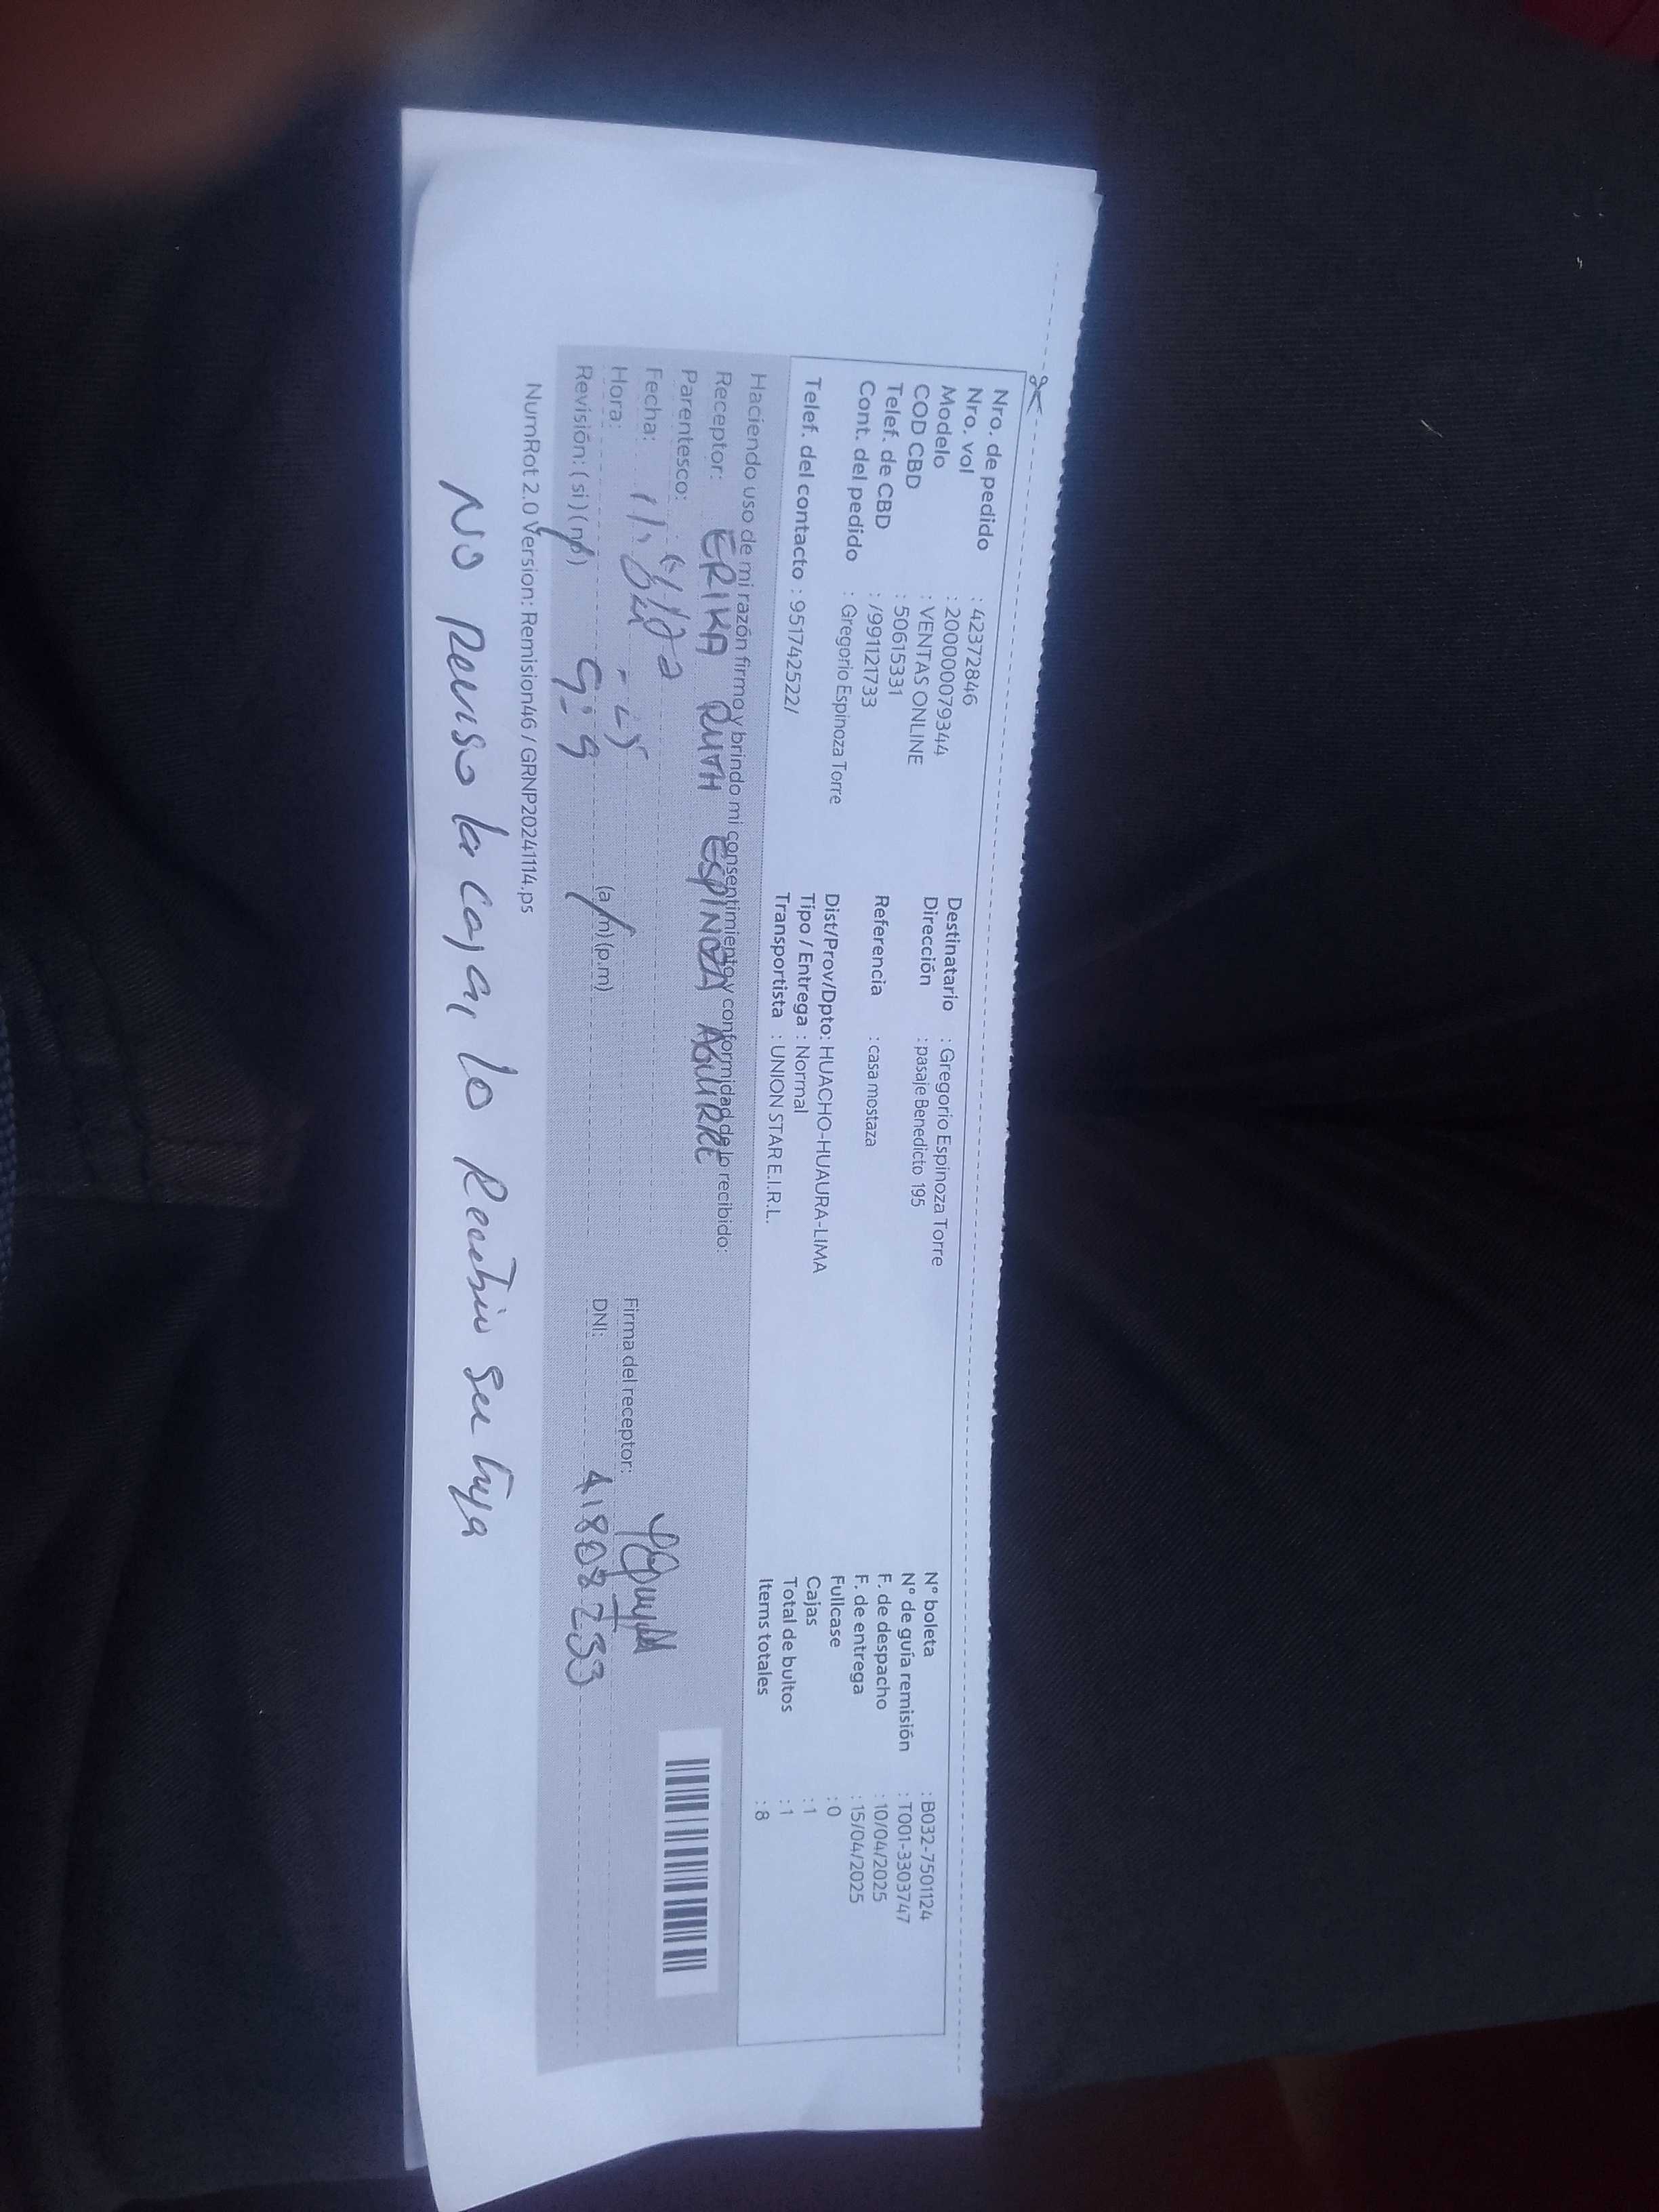 Nro. de pedido : 42372846
Nro. vol : 200000079344
Modelo : VENTAS ONLINE
COD CBD : 50615331
Telef. de CBD : /991121733
Cont. del pedido : Gregorio Espinoza Torre
Telef. del contacto : 951742522/
Destinatario : Gregorio Espinoza Torre
Dirección : pasaje Benedicto 195
Referencia : casa mostaza
Dist/Prov/Dpto: HUACHO-HUAURA-LIMA
Tipo / Entrega : Normal
Transportista : UNION STAR E.I.R.L.
N° boleta : B032-7501124
N° de guía remisión : T001-3303747
F. de despacho : 10/04/2025
F. de entrega : 15/04/2025
Fullcase : 0
Cajas : 1
Total de bultos : 1
Items totales : 8
Haciendo uso de mi razón firmo y brindo mi consentimiento y conformidad de lo recibido:
Receptor: ERIKA RUTH ESPINOZA AGUIRRE
Parentesco: Hija
Fecha:
Hora: (a.m) (p.m)
Revisión: ( si ) ( no )
Firma del receptor:
DNI: 41808233
NumRot 2.0 Version: Remision46 / GRNP20241114.ps
No Reviso la caja, lo Recibio su hija